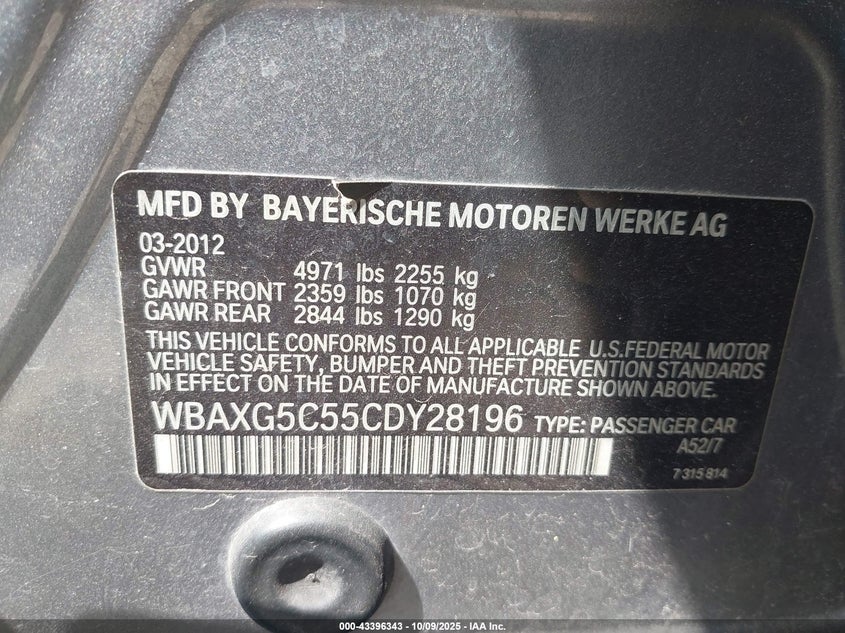 MFD BY BAYERISCHE MOTOREN WERKE AG
03-2012
GVWR 4971 lbs 2255 kg
GAWR FRONT 2359 lbs 1070 kg
GAWR REAR 2844 lbs 1290 kg
THIS VEHICLE CONFORMS TO ALL APPLICABLE U.S.FEDERAL MOTOR
VEHICLE SAFETY, BUMPER AND THEFT PREVENTION STANDARDS
IN EFFECT ON THE DATE OF MANUFACTURE SHOWN ABOVE.
WBAXG5C55CDY28196 TYPE: PASSENGER CAR
A52/7
7 315 814
000-43396343 | 10/09/2025 | IAA Inc.